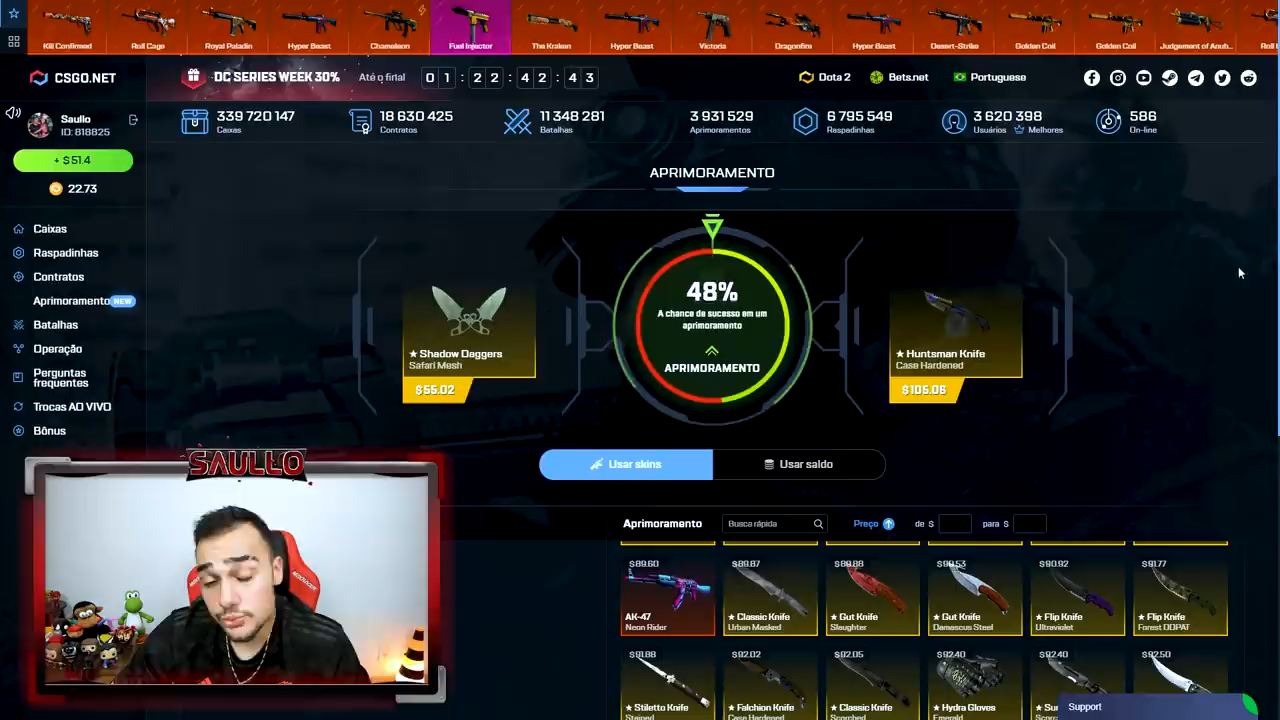 Kill Confirmed
Roll Cage
Royal Paladin
Hyper Beast
Chameleon
Fuel Injector
The Kraken
Hyper Beast
Victoria
Dragonfire
Hyper Beast
Desert-Strike
Golden Coil
Golden Coil
Judgement of Anub...
CSGO.NET
DC SERIES WEEK 30%
Até o final
0 1 : 2 2 : 4 2 : 4 3
Dota 2
Bets.net
Portuguese
Saullo
ID: 818825
+ $ 51.4
22.73
339 720 147
Caixas
18 630 425
Contratos
11 348 281
Batalhas
3 931 529
Aprimoramentos
6 795 549
Raspadinhas
3 620 398
Usuários
Melhores
586
On-line
Caixas
Raspadinhas
Contratos
Aprimoramento NEW
Batalhas
Operação
Perguntas
frequentes
Trocas AO VIVO
Bônus
APRIMORAMENTO
★ Shadow Daggers
Safari Mesh
$55.02
48%
A chance de sucesso em um
aprimoramento
APRIMORAMENTO
★ Huntsman Knife
Case Hardened
$105.06
Usar skins
Usar saldo
Aprimoramento
Busca rápida
Preço
de $
para $
$89.60
AK-47
Neon Rider
$89.87
★ Classic Knife
Urban Masked
$89.88
★ Gut Knife
Slaughter
$90.53
★ Gut Knife
Damascus Steel
$90.92
★ Flip Knife
Ultraviolet
$91.77
★ Flip Knife
Forest DDPAT
$91.88
★ Stiletto Knife
Stained
$92.02
★ Falchion Knife
Case Hardened
$92.05
★ Classic Knife
Scorched
$92.40
★ Hydra Gloves
Emerald
$92.40
$92.50
Support
SAULLO